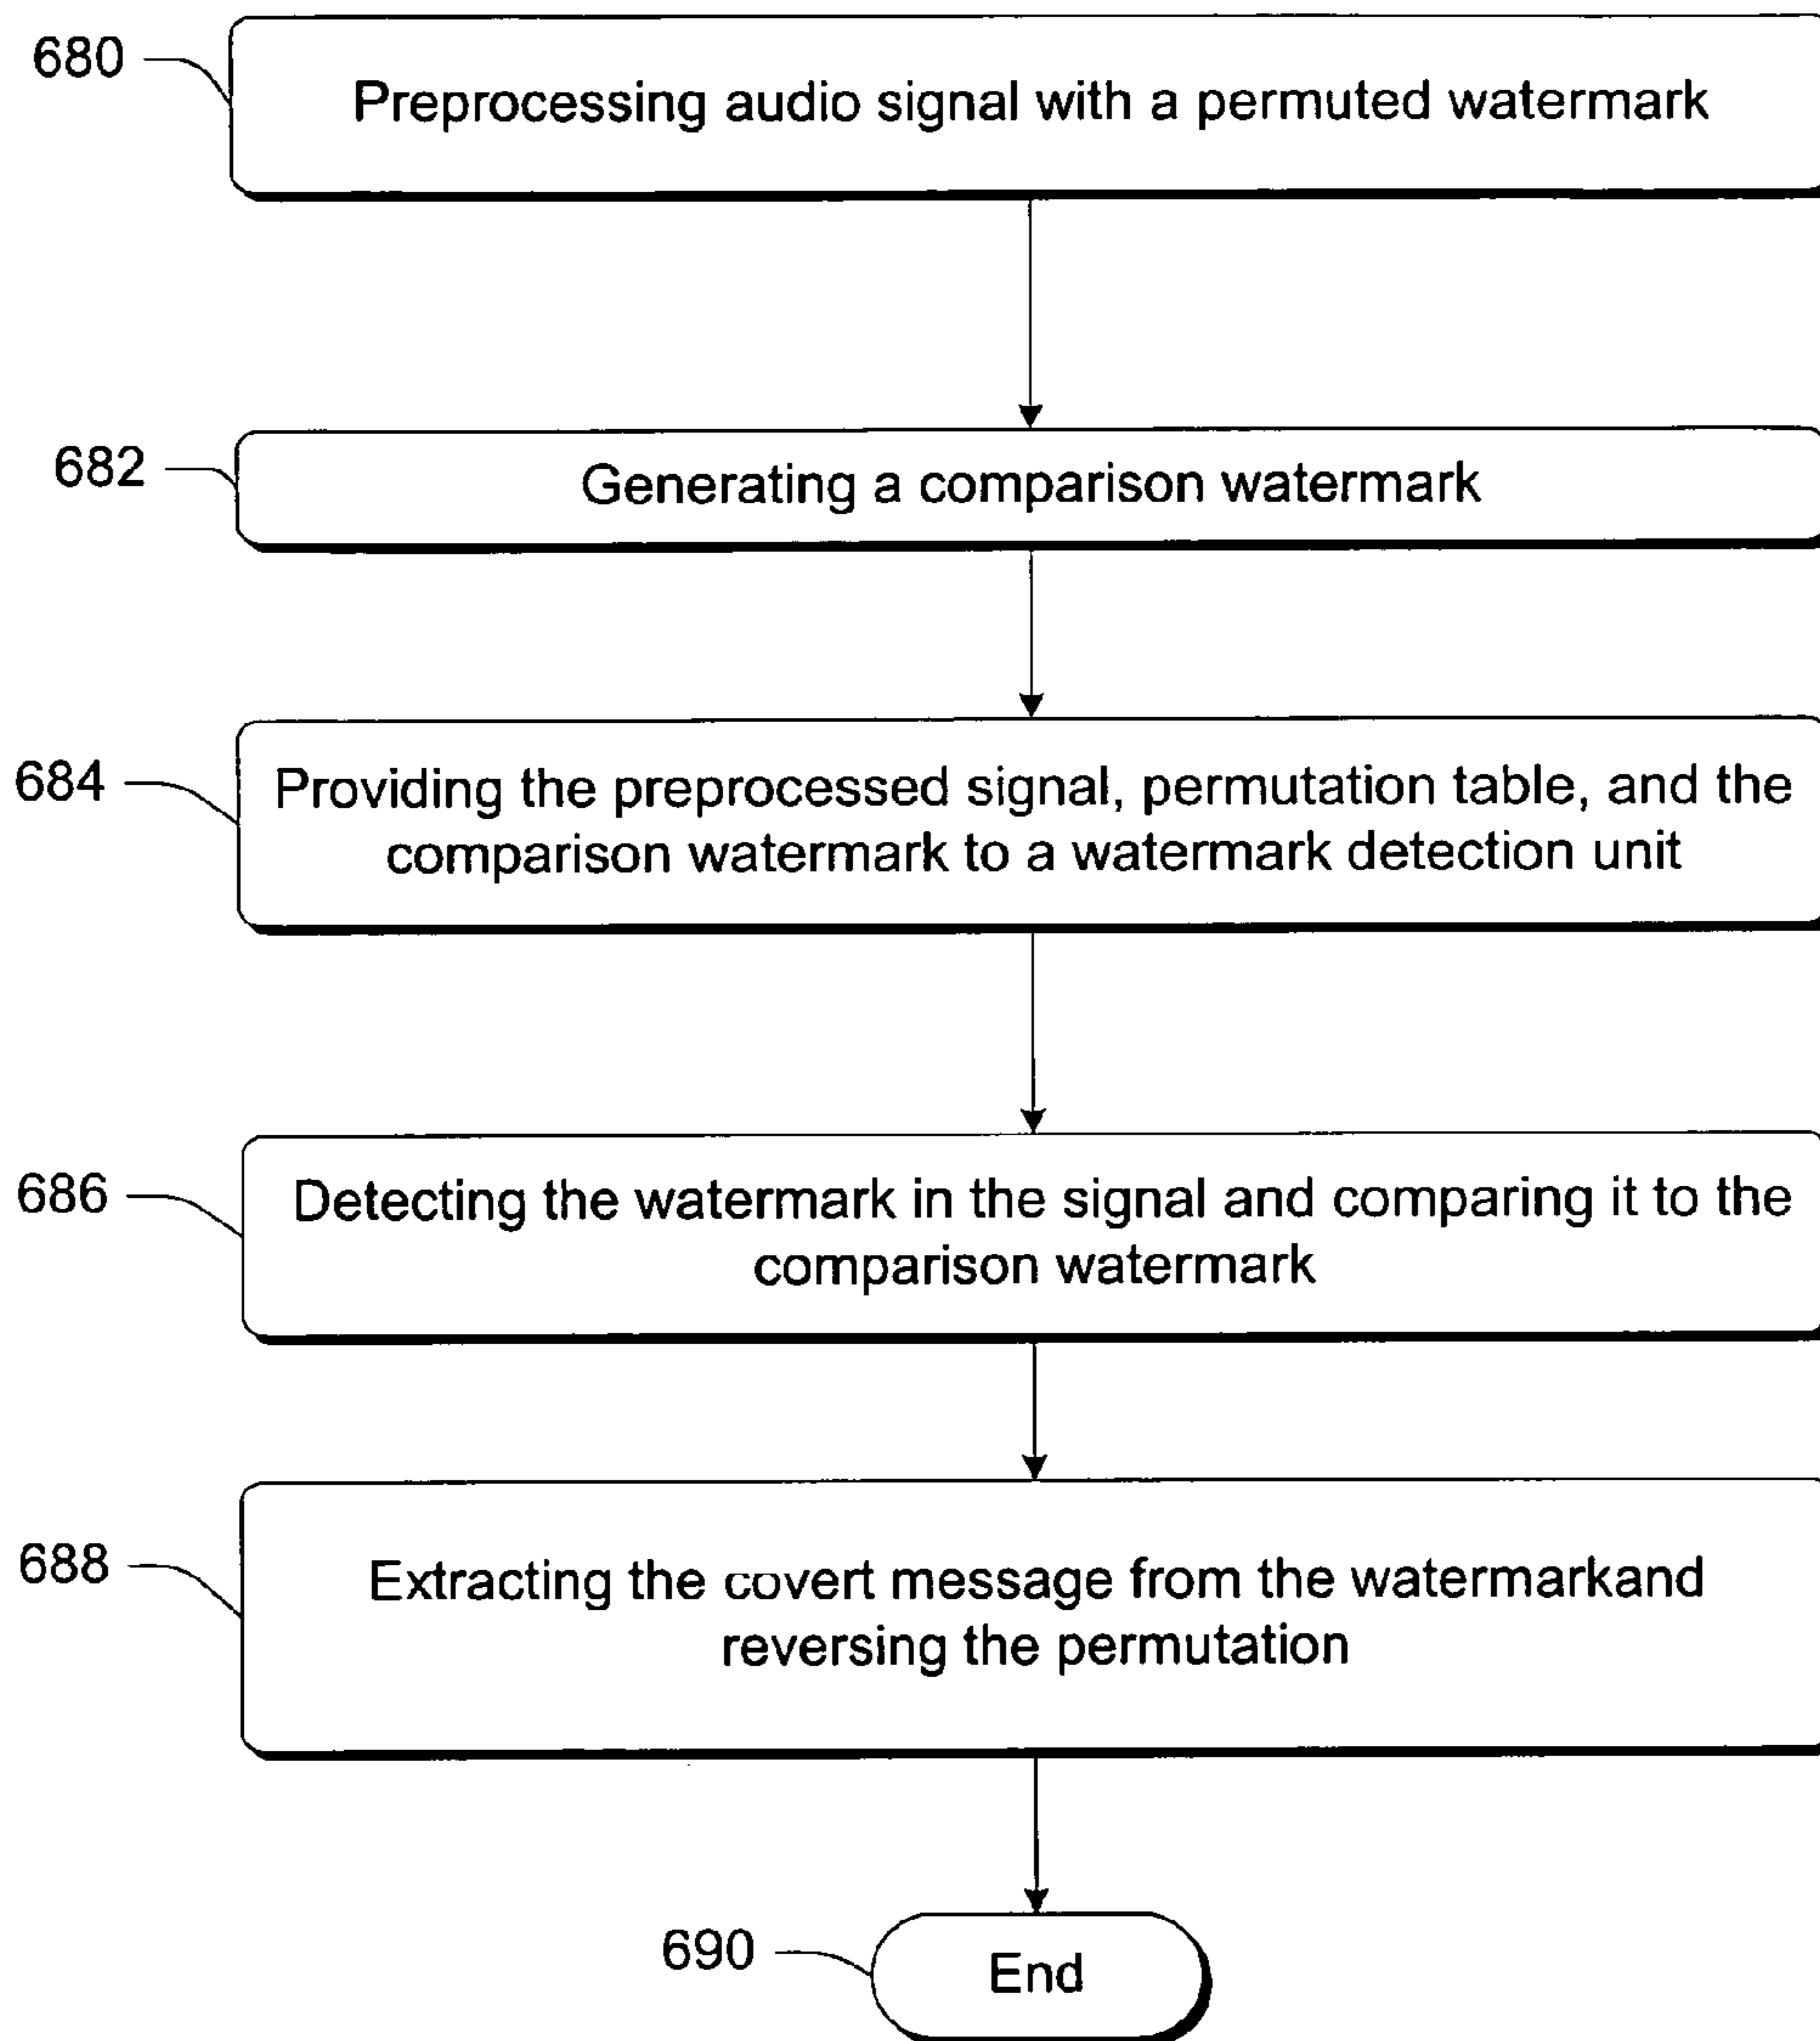 680
Preprocessing audio signal with a permuted watermark
682
Generating a comparison watermark
684
Providing the preprocessed signal, permutation table, and the
comparison watermark to a watermark detection unit
686
Detecting the watermark in the signal and comparing it to the
comparison watermark
688
Extracting the covert message from the watermarkand
reversing the permutation
690
End